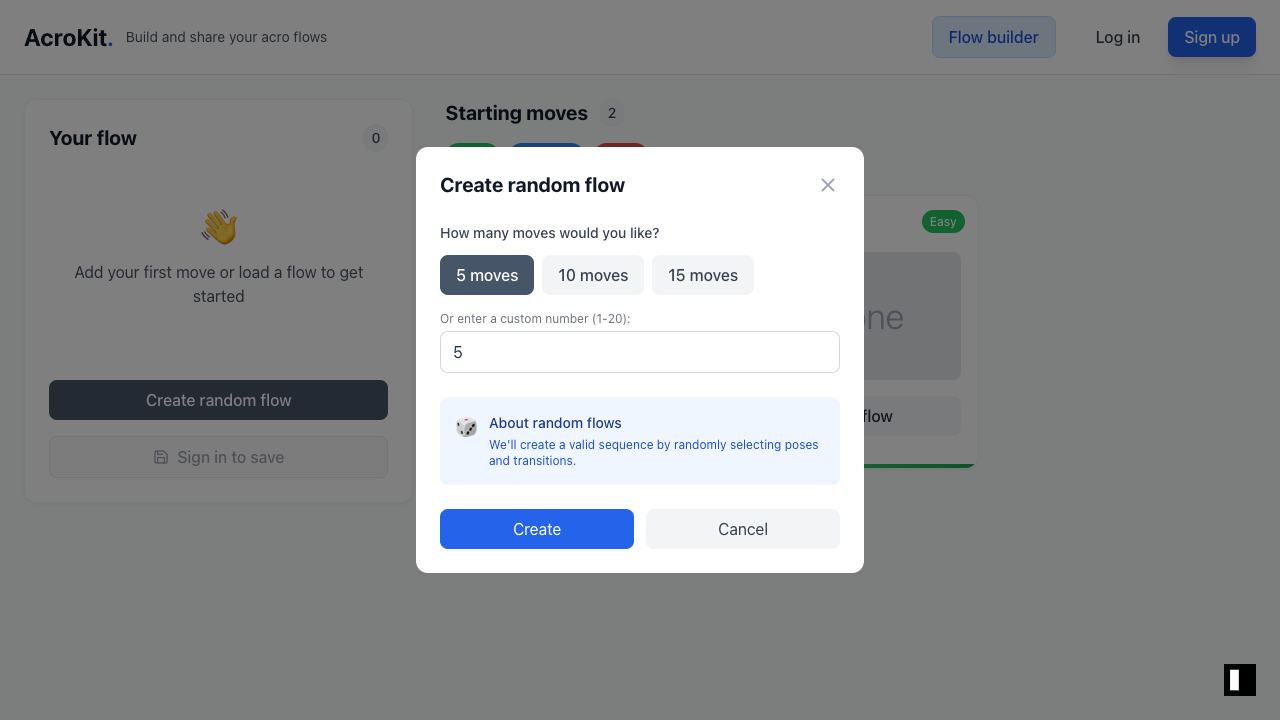 AcroKit.
Build and share your acro flows
Flow builder
Log in
Sign up
Your flow
0
Add your first move or load a flow to get
started
Create random flow
Sign in to save
Starting moves
2
Easy
flow
Create random flow
How many moves would you like?
5 moves
10 moves
15 moves
Or enter a custom number (1-20):
5
About random flows
We'll create a valid sequence by randomly selecting poses
and transitions.
Create
Cancel